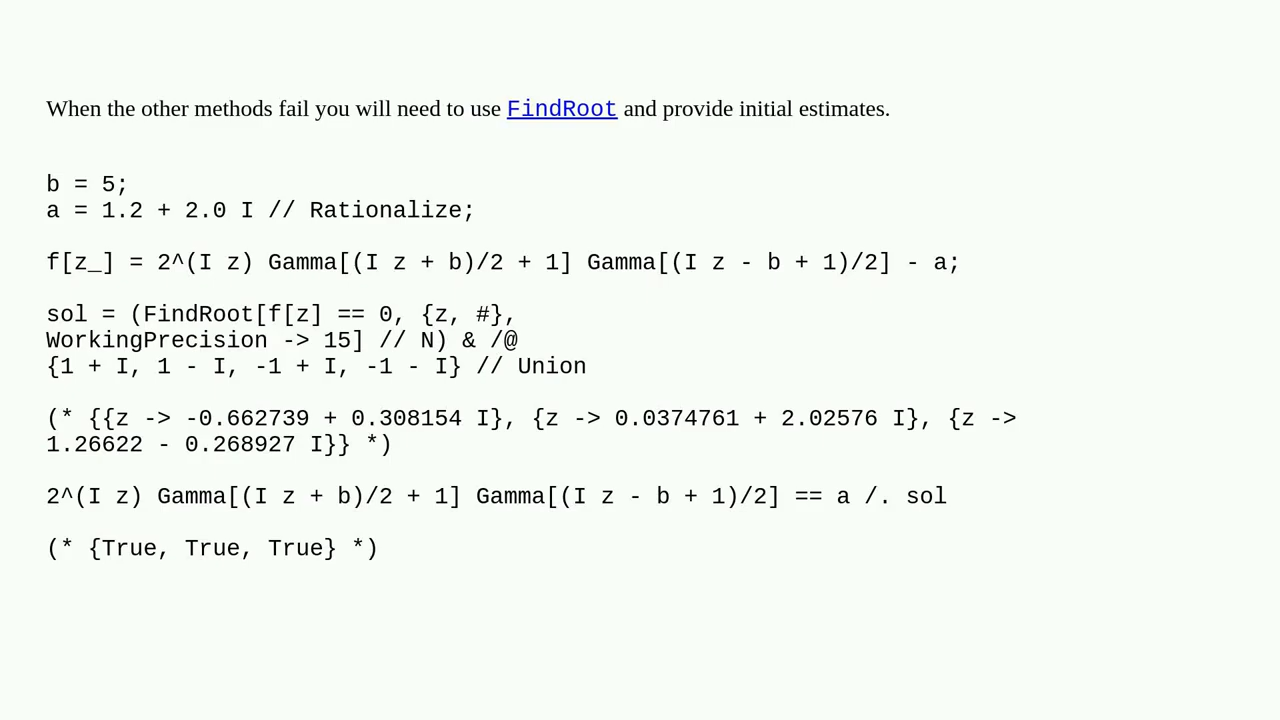 When the other methods fail you will need to use FindRoot and provide initial estimates.
b = 5;
a = 1.2 + 2.0 I // Rationalize;
f[z_] = 2^(I z) Gamma[(I z + b)/2 + 1] Gamma[(I z - b + 1)/2] - a;
sol = (FindRoot[f[z] == 0, {z, #},
WorkingPrecision -> 15] // N) & /@
{1 + I, 1 - I, -1 + I, -1 - I} // Union
(* {{z -> -0.662739 + 0.308154 I}, {z -> 0.0374761 + 2.02576 I}, {z ->
1.26622 - 0.268927 I}} *)
2^(I z) Gamma[(I z + b)/2 + 1] Gamma[(I z - b + 1)/2] == a /. sol
(* {True, True, True} *)